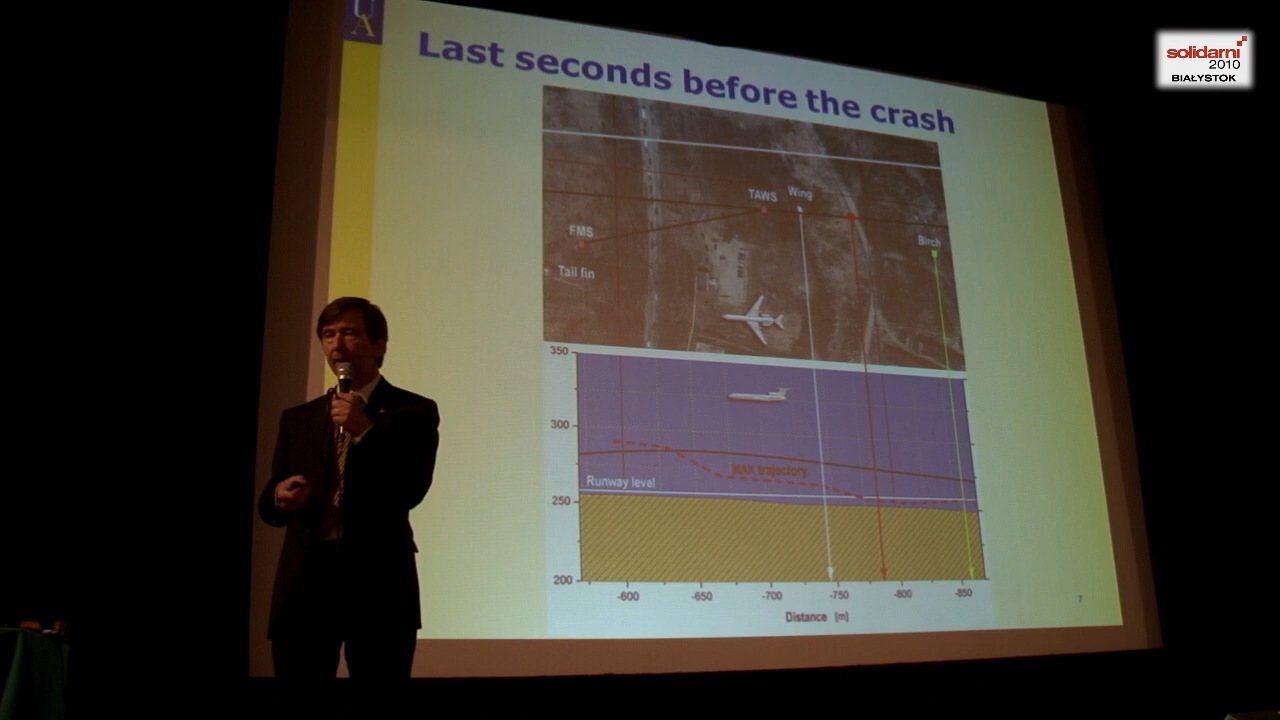 UA
Last seconds before the crash
solidarni
2010
BIAŁYSTOK
TAWS
Wing
FMS
Birch
Tail fin
350
300
MAK trajectory
Runway level
250
200
-600
-650
-700
-750
-800
-850
Distance [m]
7